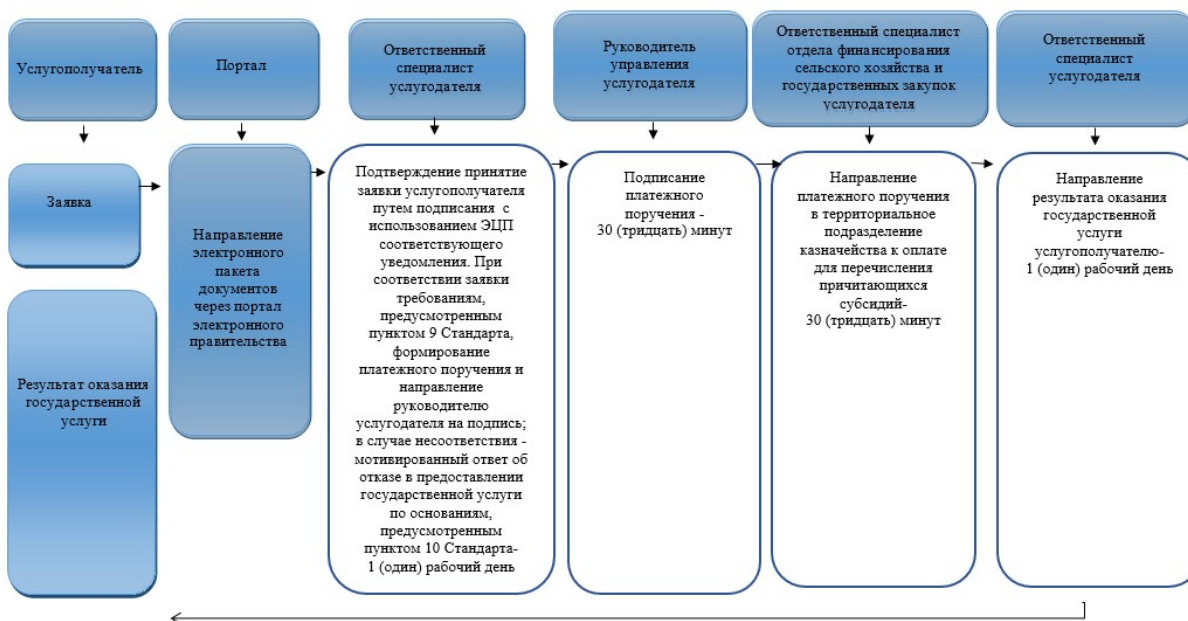 Услугополучатель
Портал
Ответственный
специалист
услугодателя
Руководитель
управления
услугодателя
Ответственный специалист
отдела финансирования
сельского хозяйства и
государственных закупок
услугодателя
Ответственный
специалист
услугодателя
Заявка
Результат оказания
государственной
услуги
Направление
электронного
пакета
документов
через портал
электронного
правительства
Подтверждение принятие
заявки услугополучателя
путем подписания с
использованием ЭЦП
соответствующего
уведомления. При
соответствии заявки
требованиям,
предусмотренным
пунктом 9 Стандарта,
формирование
платежного поручения и
направление
руководителю
услугодателя на подпись;
в случае несоответствия -
мотивированный ответ об
отказе в предоставлении
государственной услуги
по основаниям,
предусмотренным
пунктом 10 Стандарта-
1 (один) рабочий день
Подписание
платежного
поручения -
30 (тридцать) минут
Направление
платежного поручения
в территориальное
подразделение
казначейства к оплате
для перечисления
причитающихся
субсидий-
30 (тридцать) минут
Направление
результата оказания
государственной
услуги
услугополучателю-
1 (один) рабочий день